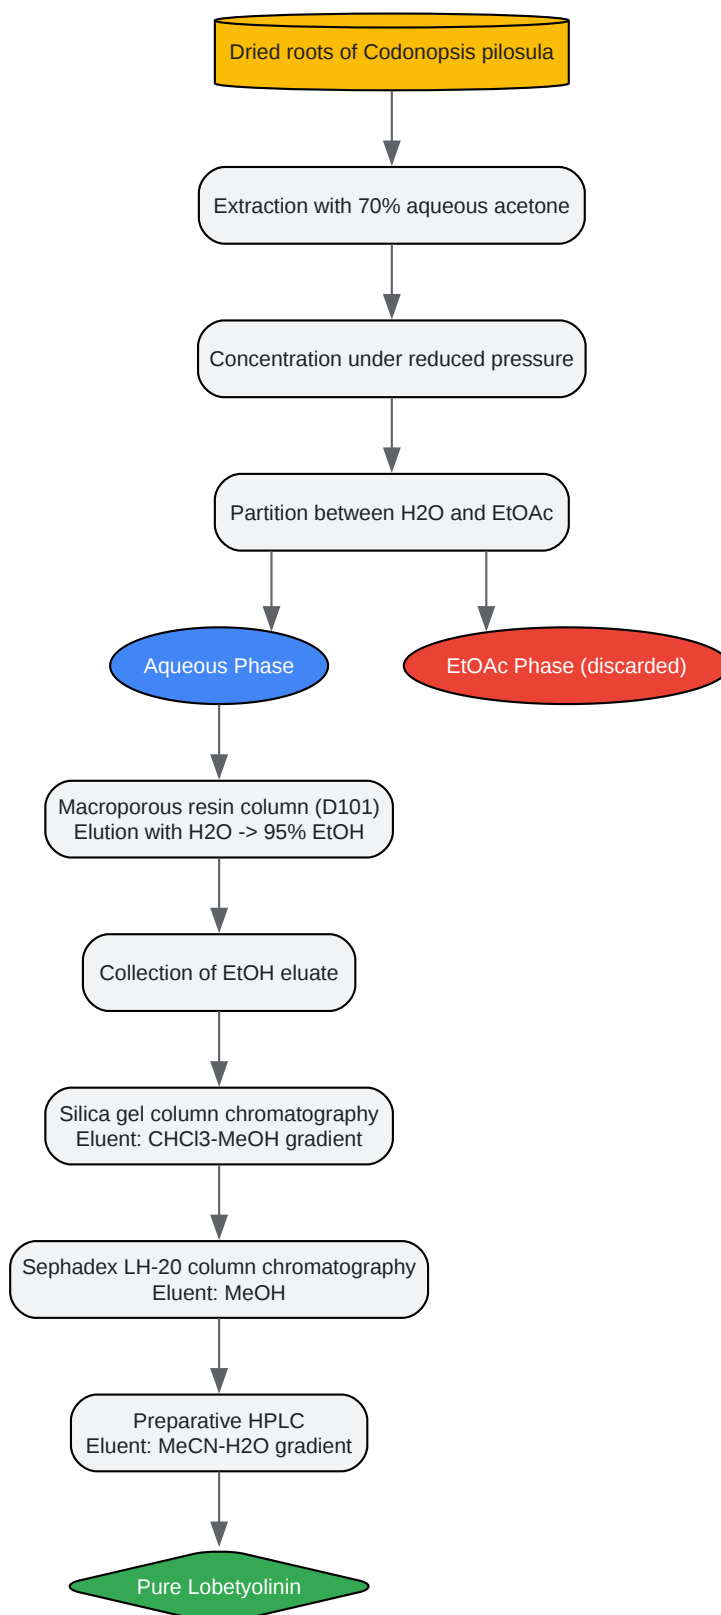 Dried roots of Codonopsis pilosula
Extraction with 70% aqueous acetone
Concentration under reduced pressure
Partition between H2O and EtOAc
Aqueous Phase
EtOAc Phase (discarded)
Macroporous resin column (D101)
Elution with H2O -> 95% EtOH
Collection of EtOH eluate
Silica gel column chromatography
Eluent: CHCl3-MeOH gradient
Sephadex LH-20 column chromatography
Eluent: MeOH
Preparative HPLC
Eluent: MeCN-H2O gradient
Pure Lobetyolinin